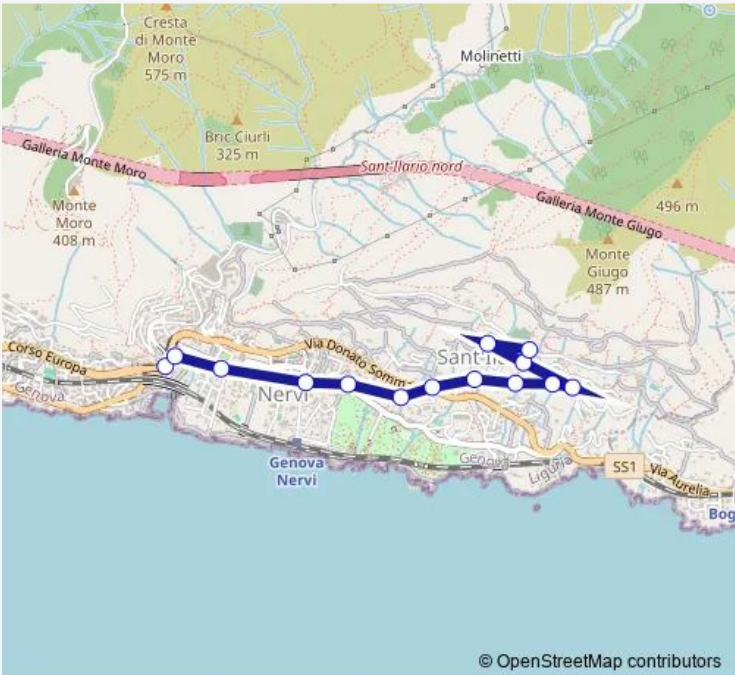 Cresta
di Monte
Moro
575 m
Molinetti
Bric Ciurli
325 m
Galleria Monte Moro
Sant'Ilario nord
Galleria Monte Giugo
496 m
Monte
Moro
408 m
Monte
Giugo
487 m
Corso Europa
Via Donato Somm
Sant'Il
Genova
Nervi
Genova
Nervi
Genova
Liguria
SS1
Via Aurelia
Bog
© OpenStreetMap contributors